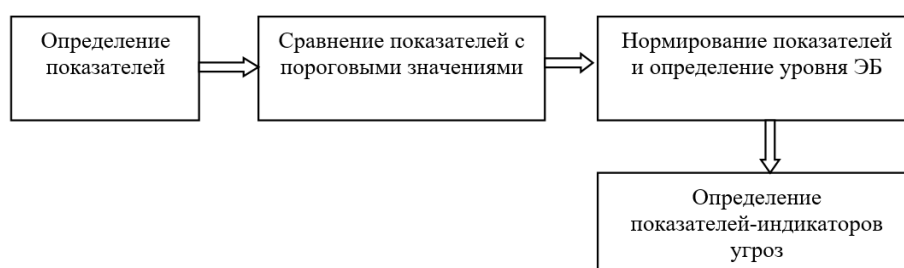 Определение
показателей
Сравнение показателей с
пороговыми значениями
Нормирование показателей
и определение уровня ЭБ
Определение
показателей-индикаторов
угроз